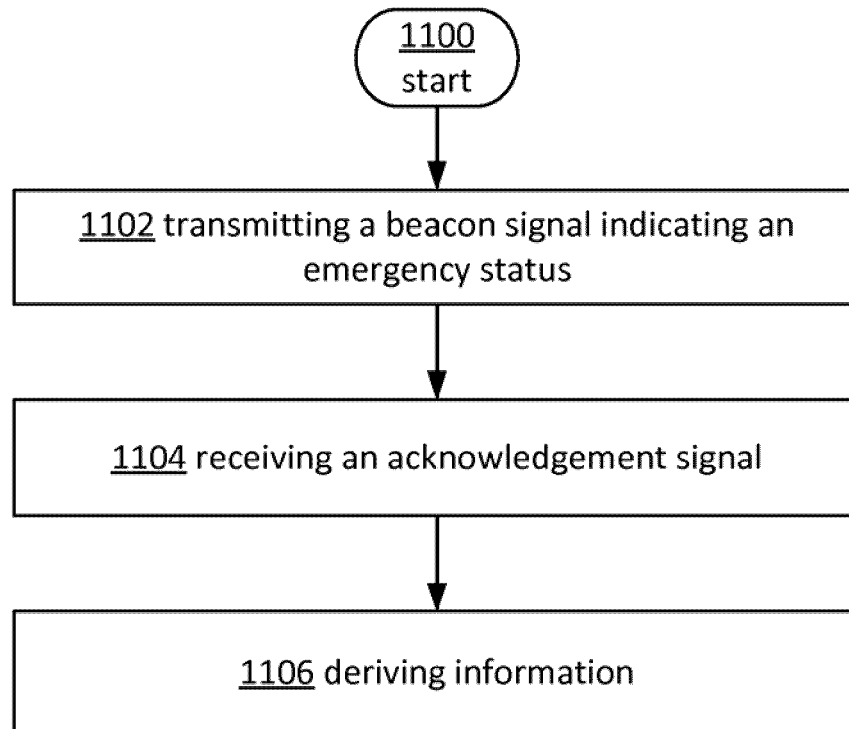 1100
start
1102 transmitting a beacon signal indicating an
emergency status
1104 receiving an acknowledgement signal
1106 deriving information